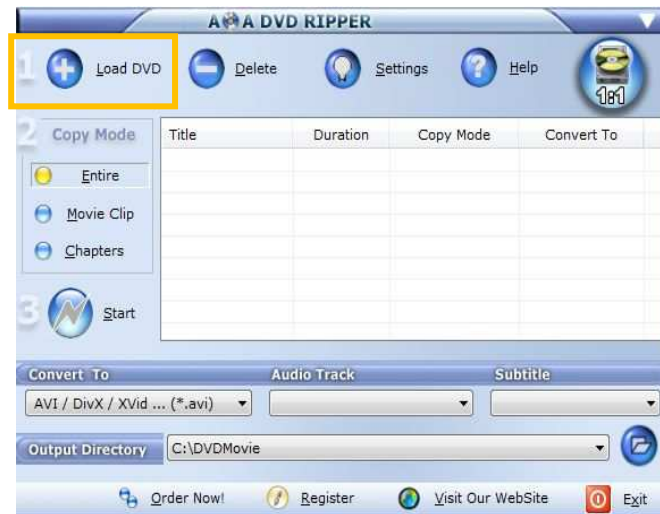 AOA DVD RIPPER
1 Load DVD Delete Settings Help
1:1
2 Copy Mode Title Duration Copy Mode Convert To
Entire
Movie Clip
Chapters
3 Start
Convert To Audio Track Subtitle
AVI / DivX / XVid ... (*.avi)
Output Directory C:\DVDMovie
Order Now! Register Visit Our WebSite Exit